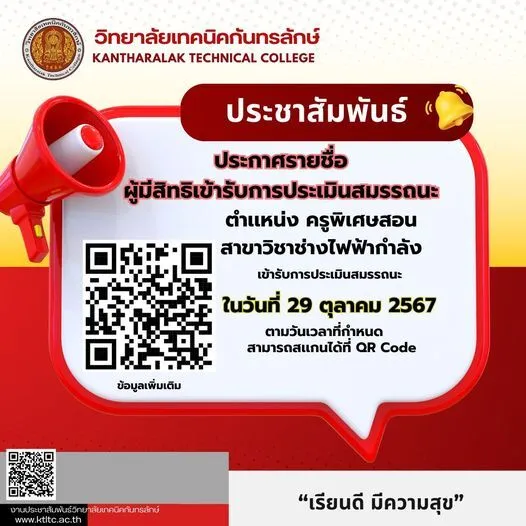 วิทยาลัยเทคนิคกันทรลักษ์
KANTHARALAK TECHNICAL COLLEGE
ประชาสัมพันธ์
ประกาศรายชื่อ
ผู้มีสิทธิเข้ารับการประเมินสมรรถนะ
ตำแหน่ง ครูพิเศษสอน
สาขาวิชาช่างไฟฟ้ากำลัง
เข้ารับการประเมินสมรรถนะ
ในวันที่ 29 ตุลาคม 2567
ตามวันเวลาที่กำหนด
สามารถสแกนได้ที่ QR Code
ข้อมูลเพิ่มเติม
งานประชาสัมพันธ์วิทยาลัยเทคนิคกันทรลักษ์
www.ktltc.ac.th
“เรียนดี มีความสุข”